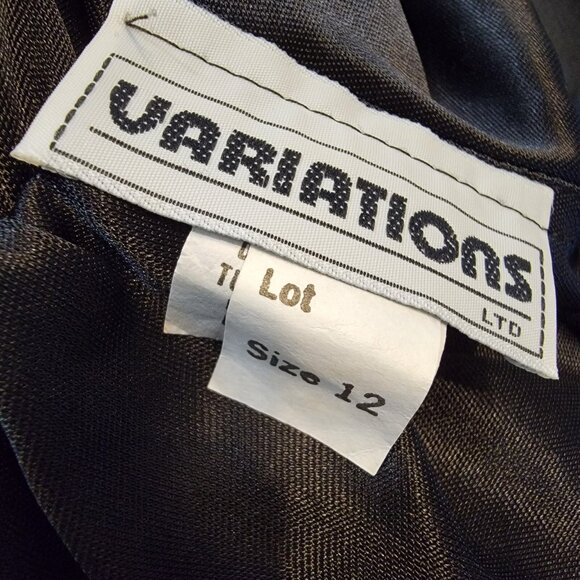 VARIATIONS
LTD
Lot
Size 12